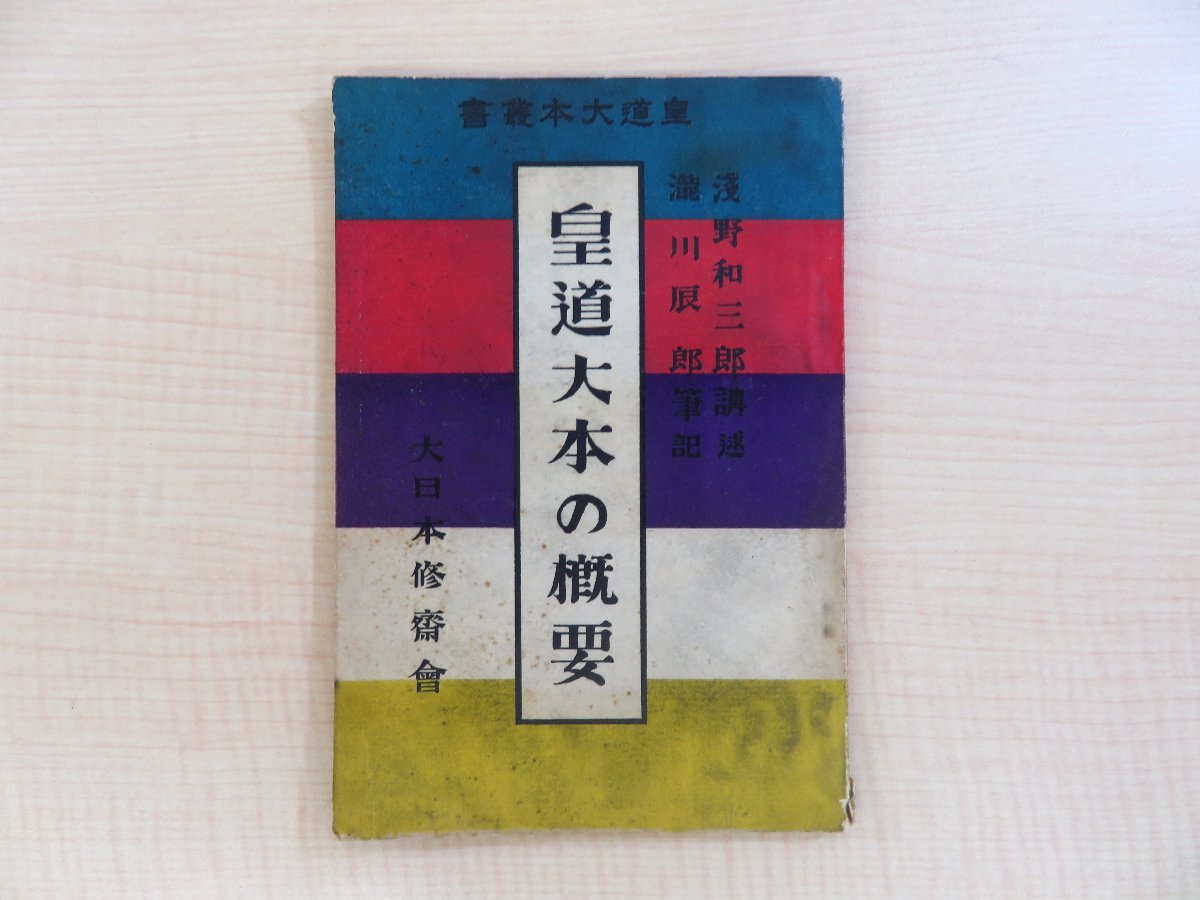 皇道大本叢書
淺野和三郎講述
瀧川辰郎筆記
皇道大本の概要
大日本修齋會